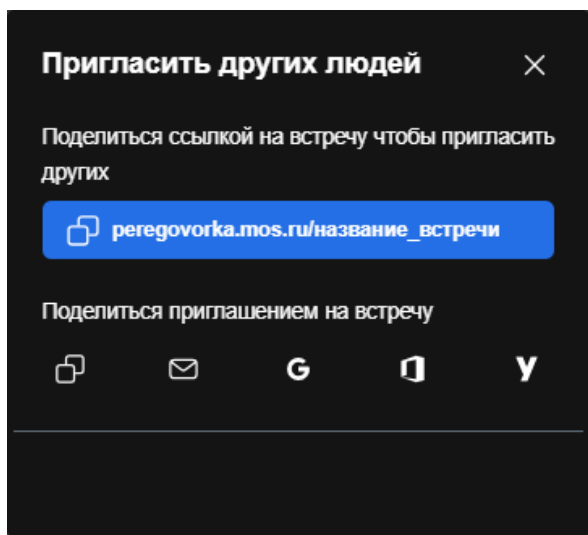 Пригласить других людей
Поделиться ссылкой на встречу чтобы пригласить
других
peregovorka.mos.ru/название_встречи
Поделиться приглашением на встречу